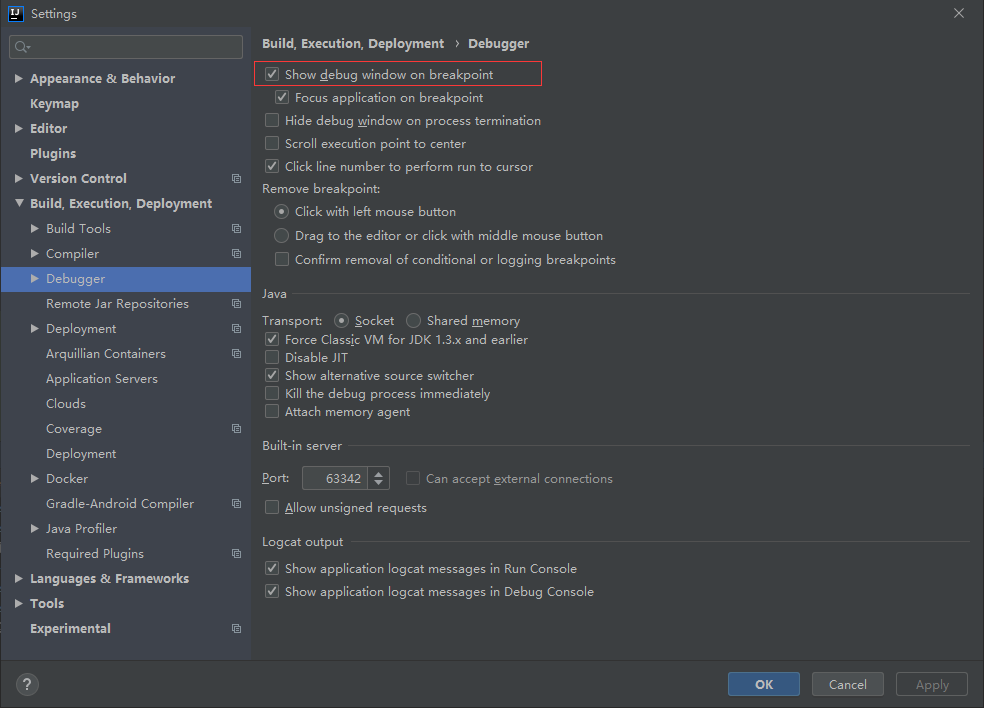 IJ Settings
Appearance & Behavior
Keymap
Editor
Plugins
Version Control
Build, Execution, Deployment
Build Tools
Compiler
Debugger
Remote Jar Repositories
Deployment
Arquillian Containers
Application Servers
Clouds
Coverage
Deployment
Docker
Gradle-Android Compiler
Java Profiler
Required Plugins
Languages & Frameworks
Tools
Experimental
Build, Execution, Deployment › Debugger
Show debug window on breakpoint
Focus application on breakpoint
Hide debug window on process termination
Scroll execution point to center
Click line number to perform run to cursor
Remove breakpoint:
Click with left mouse button
Drag to the editor or click with middle mouse button
Confirm removal of conditional or logging breakpoints
Java
Transport: Socket Shared memory
Force Classic VM for JDK 1.3.x and earlier
Disable JIT
Show alternative source switcher
Kill the debug process immediately
Attach memory agent
Built-in server
Port: 63342 Can accept external connections
Allow unsigned requests
Logcat output
Show application logcat messages in Run Console
Show application logcat messages in Debug Console
? OK Cancel Apply